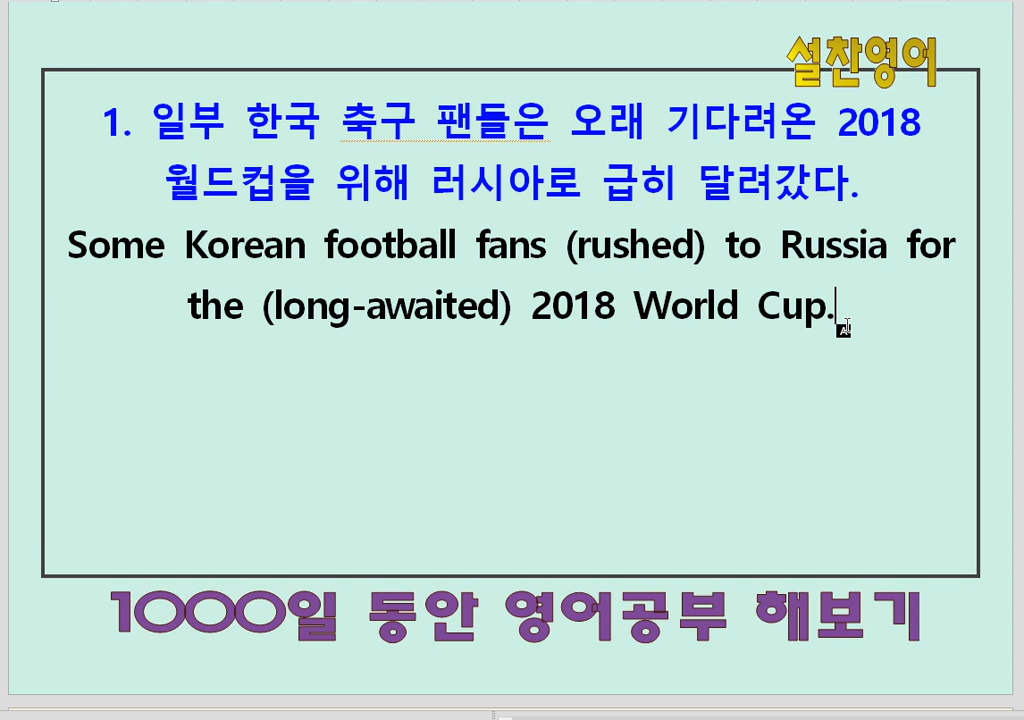 설찬영어
1. 일부 한국 축구 팬들은 오래 기다려온 2018
월드컵을 위해 러시아로 급히 달려갔다.
Some Korean football fans (rushed) to Russia for
the (long-awaited) 2018 World Cup.
A
1000일 동안 영어공부 해보기